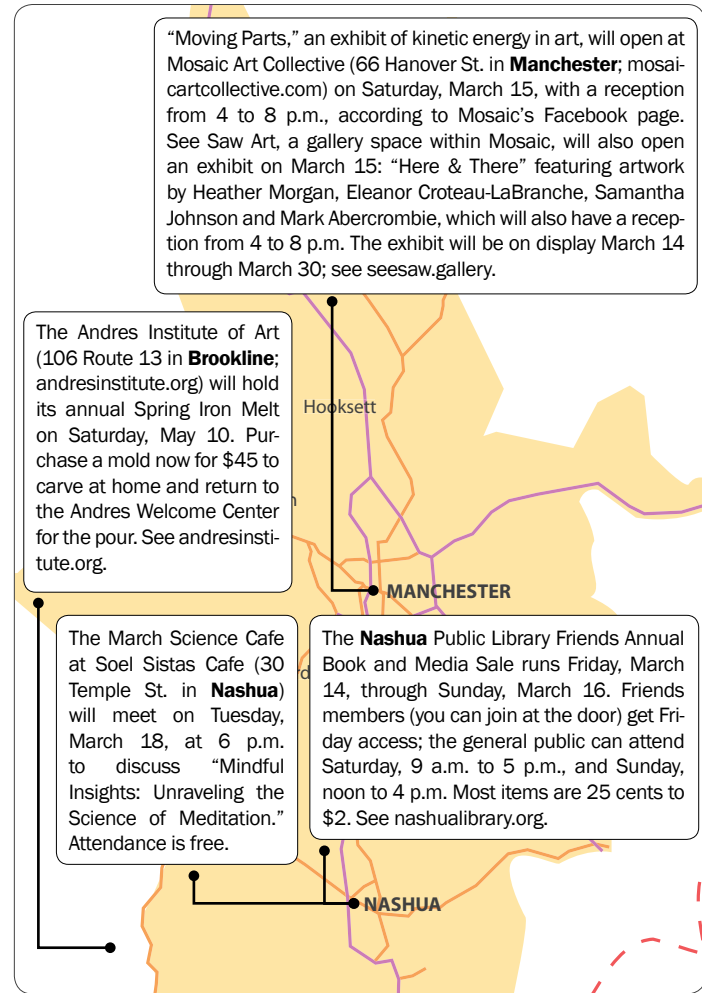 “Moving Parts,” an exhibit of kinetic energy in art, will open at
Mosaic Art Collective (66 Hanover St. in Manchester; mosai-
cartcollective.com) on Saturday, March 15, with a reception
from 4 to 8 p.m., according to Mosaic’s Facebook page.
See Saw Art, a gallery space within Mosaic, will also open
an exhibit on March 15: “Here & There” featuring artwork
by Heather Morgan, Eleanor Croteau-LaBranche, Samantha
Johnson and Mark Abercrombie, which will also have a recep-
tion from 4 to 8 p.m. The exhibit will be on display March 14
through March 30; see seesaw.gallery.
The Andres Institute of Art
(106 Route 13 in Brookline;
andresinstitute.org) will hold
its annual Spring Iron Melt
on Saturday, May 10. Pur-
chase a mold now for $45 to
carve at home and return to
the Andres Welcome Center
for the pour. See andresinsti-
tute.org.
Hooksett
MANCHESTER
The March Science Cafe
at Soel Sistas Cafe (30
Temple St. in Nashua)
will meet on Tuesday,
March 18, at 6 p.m.
to discuss “Mindful
Insights: Unraveling the
Science of Meditation.”
Attendance is free.
The Nashua Public Library Friends Annual
Book and Media Sale runs Friday, March
14, through Sunday, March 16. Friends
members (you can join at the door) get Fri-
day access; the general public can attend
Saturday, 9 a.m. to 5 p.m., and Sunday,
noon to 4 p.m. Most items are 25 cents to
$2. See nashualibrary.org.
NASHUA